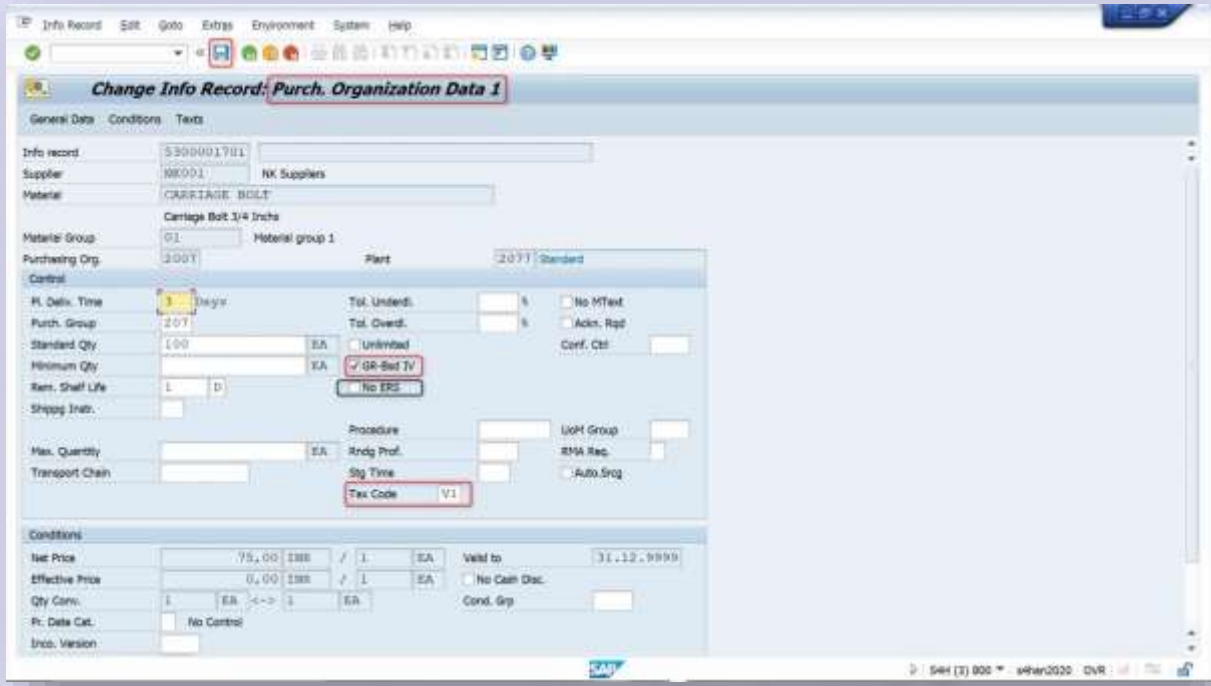 Info Record Edit Goto Extras Environment System Help
Change Info Record: Purch. Organization Data 1
General Data Conditions Texts
Info record 5300001701
Supplier NK001 NK Suppliers
Material CARRIAGE BOLT
Carriage Bolt 3/4 Inchs
Material Group 01 Material group 1
Purchasing Org. 2007 Plant 2077 Standard
Control
Pl. Deliv. Time 3 Days Tol. Underdl. % No MText
Purch. Group 207 Tol. Overdl. % Ackn. Rqd
Standard Qty 100 EA Unlimited Conf. Ctrl
Minimum Qty EA GR-Bsd IV
Rem. Shelf Life 1 D No ERS
Shippg Instr.
Procedure UoM Group
Max. Quantity EA Rndg Prof. RMA Req.
Transport Chain Stg Time Auto.Srcg
Tax Code V1
Conditions
Net Price 75,00 INR / 1 EA Valid to 31.12.9999
Effective Price 0,00 INR / 1 EA No Cash Disc.
Qty Conv. 1 EA <-> 1 EA Cond. Grp
Pr. Date Cat. No Control
Inco. Version
SAP S4H (1) 800 s4han2020 OVR